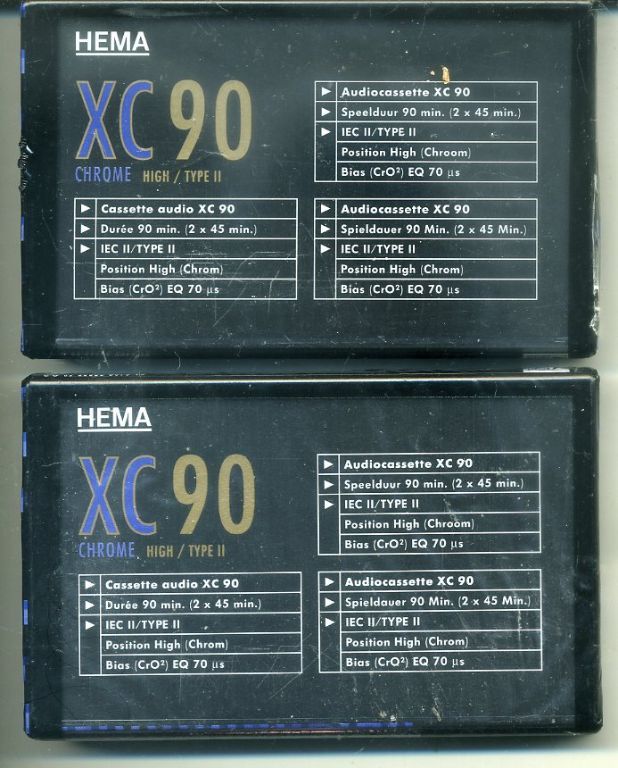 HEMA
XC 90
CHROME HIGH / TYPE II
▶ Audiocassette XC 90
▶ Speelduur 90 min. (2 x 45 min.)
▶ IEC II/TYPE II
Position High (Chroom)
Bias (CrO²) EQ 70 µs
▶ Cassette audio XC 90
▶ Durée 90 min. (2 x 45 min.)
▶ IEC II/TYPE II
Position High (Chrom)
Bias (CrO²) EQ 70 µs
▶ Audiocassette XC 90
▶ Spieldauer 90 Min. (2 x 45 Min.)
▶ IEC II/TYPE II
Position High (Chrom)
Bias (CrO²) EQ 70 µs
HEMA
XC 90
CHROME HIGH / TYPE II
▶ Audiocassette XC 90
▶ Speelduur 90 min. (2 x 45 min.)
▶ IEC II/TYPE II
Position High (Chroom)
Bias (CrO²) EQ 70 µs
▶ Cassette audio XC 90
▶ Durée 90 min. (2 x 45 min.)
▶ IEC II/TYPE II
Position High (Chrom)
Bias (CrO²) EQ 70 µs
▶ Audiocassette XC 90
▶ Spieldauer 90 Min. (2 x 45 Min.)
▶ IEC II/TYPE II
Position High (Chrom)
Bias (CrO²) EQ 70 µs